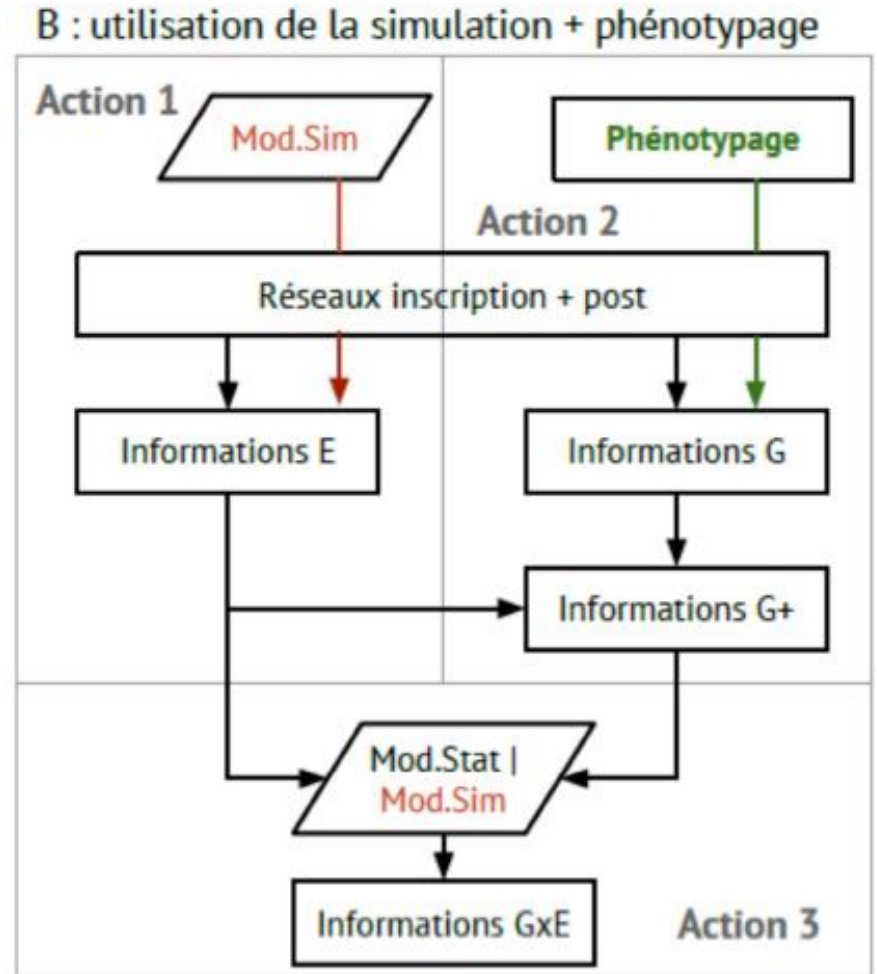 B : utilisation de la simulation + phénotypage
Action 1
Mod.Sim
Phénotypage
Action 2
Réseaux inscription + post
Informations E
Informations G
Informations G+
Mod.Stat |
Mod.Sim
Informations GxE
Action 3